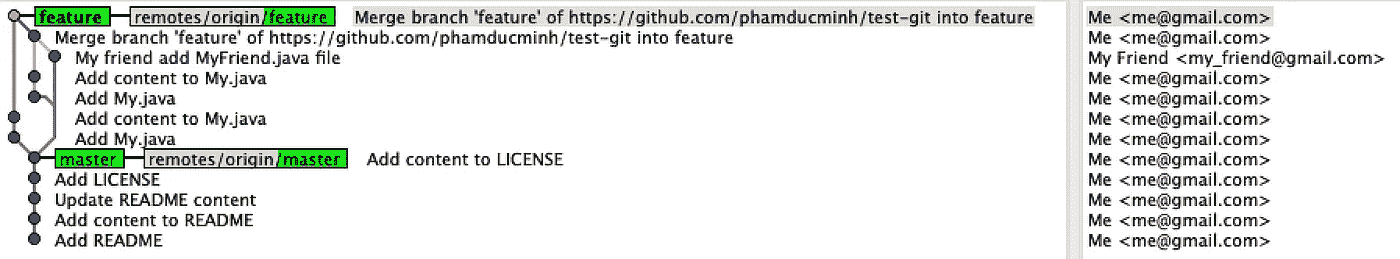 feature remotes/origin/feature Merge branch 'feature' of https://github.com/phamducminh/test-git into feature Me <me@gmail.com>
Merge branch 'feature' of https://github.com/phamducminh/test-git into feature Me <me@gmail.com>
My friend add MyFriend.java file My Friend <my_friend@gmail.com>
Add content to My.java Me <me@gmail.com>
Add My.java Me <me@gmail.com>
Add content to My.java Me <me@gmail.com>
Add My.java Me <me@gmail.com>
master remotes/origin/master Add content to LICENSE Me <me@gmail.com>
Add LICENSE Me <me@gmail.com>
Update README content Me <me@gmail.com>
Add content to README Me <me@gmail.com>
Add README Me <me@gmail.com>